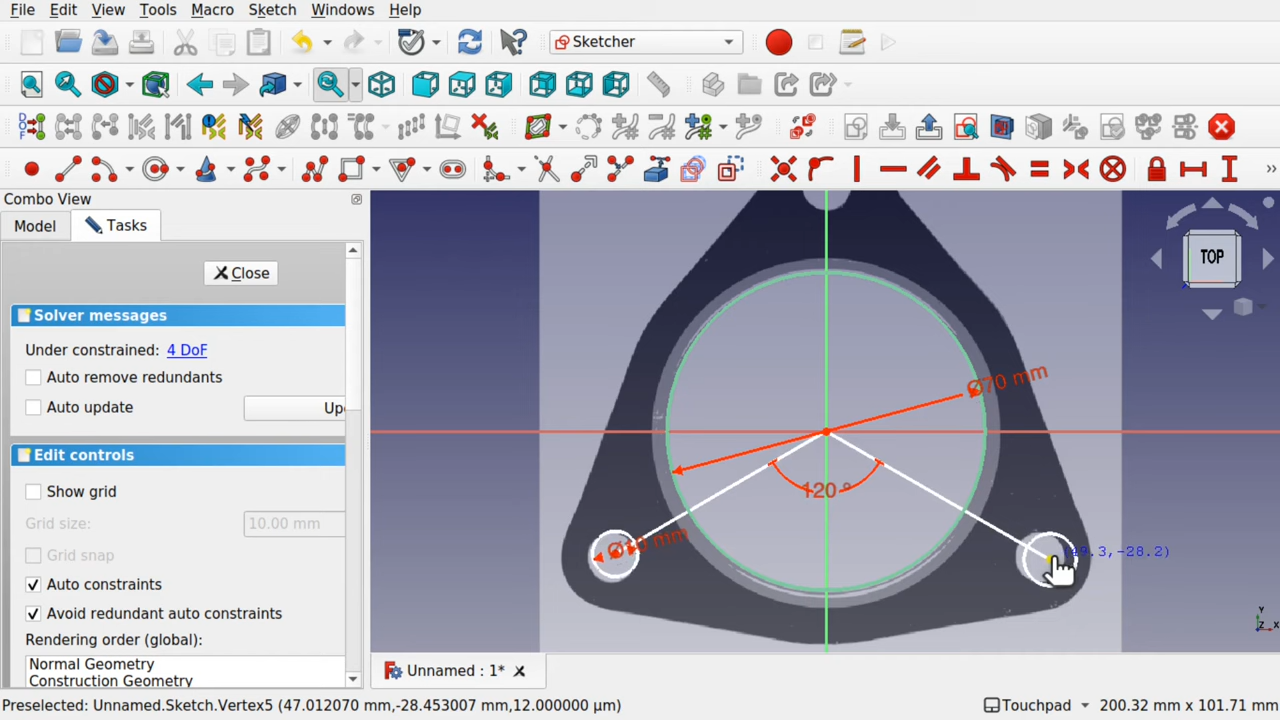 File Edit View Tools Macro Sketch Windows Help
Sketcher
DOF
Combo View
Model Tasks
Close
Solver messages
Under constrained: 4 DoF
Auto remove redundants
Auto update
Edit controls
Show grid
Grid size: 10.00 mm
Grid snap
Auto constraints
Avoid redundant auto constraints
Rendering order (global):
Normal Geometry
Construction Geometry
TOP
Ø70 mm
120 °
Ø10 mm
Y
Z X
Unnamed : 1*
Preselected: Unnamed.Sketch.Vertex5 (47.012070 mm,-28.453007 mm,12.000000 µm)
Touchpad 200.32 mm x 101.71 mm